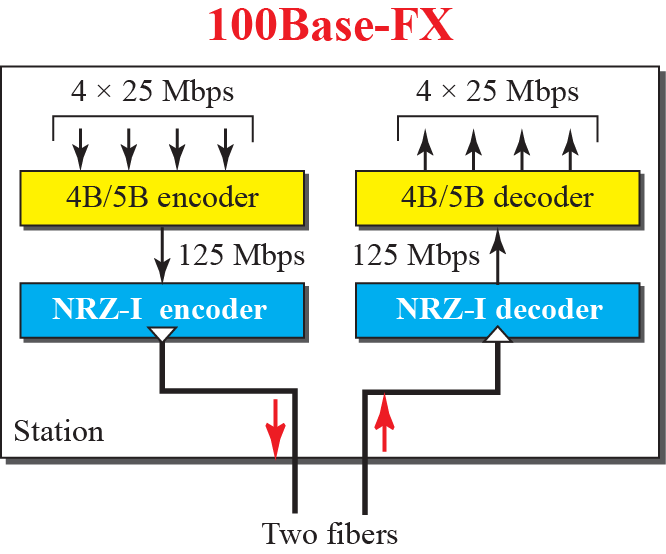 100Base-FX
4 × 25 Mbps
4 × 25 Mbps
4B/5B encoder
4B/5B decoder
125 Mbps
125 Mbps
NRZ-I encoder
NRZ-I decoder
Station
Two fibers